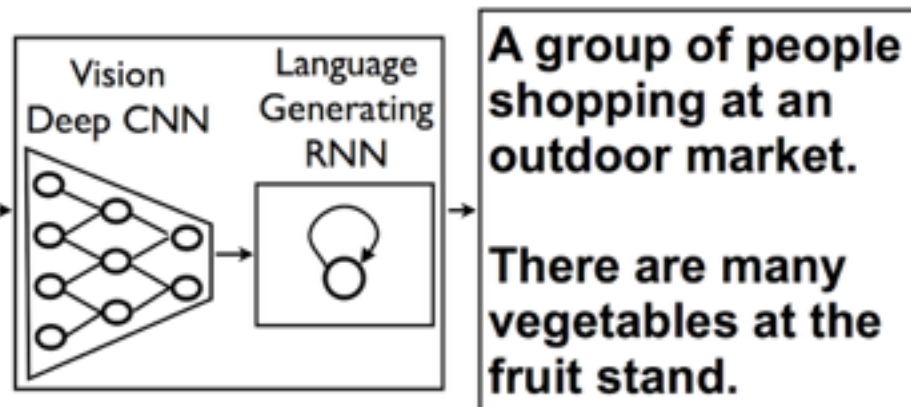 Vision
Deep CNN
Language
Generating
RNN
A group of people
shopping at an
outdoor market.
There are many
vegetables at the
fruit stand.